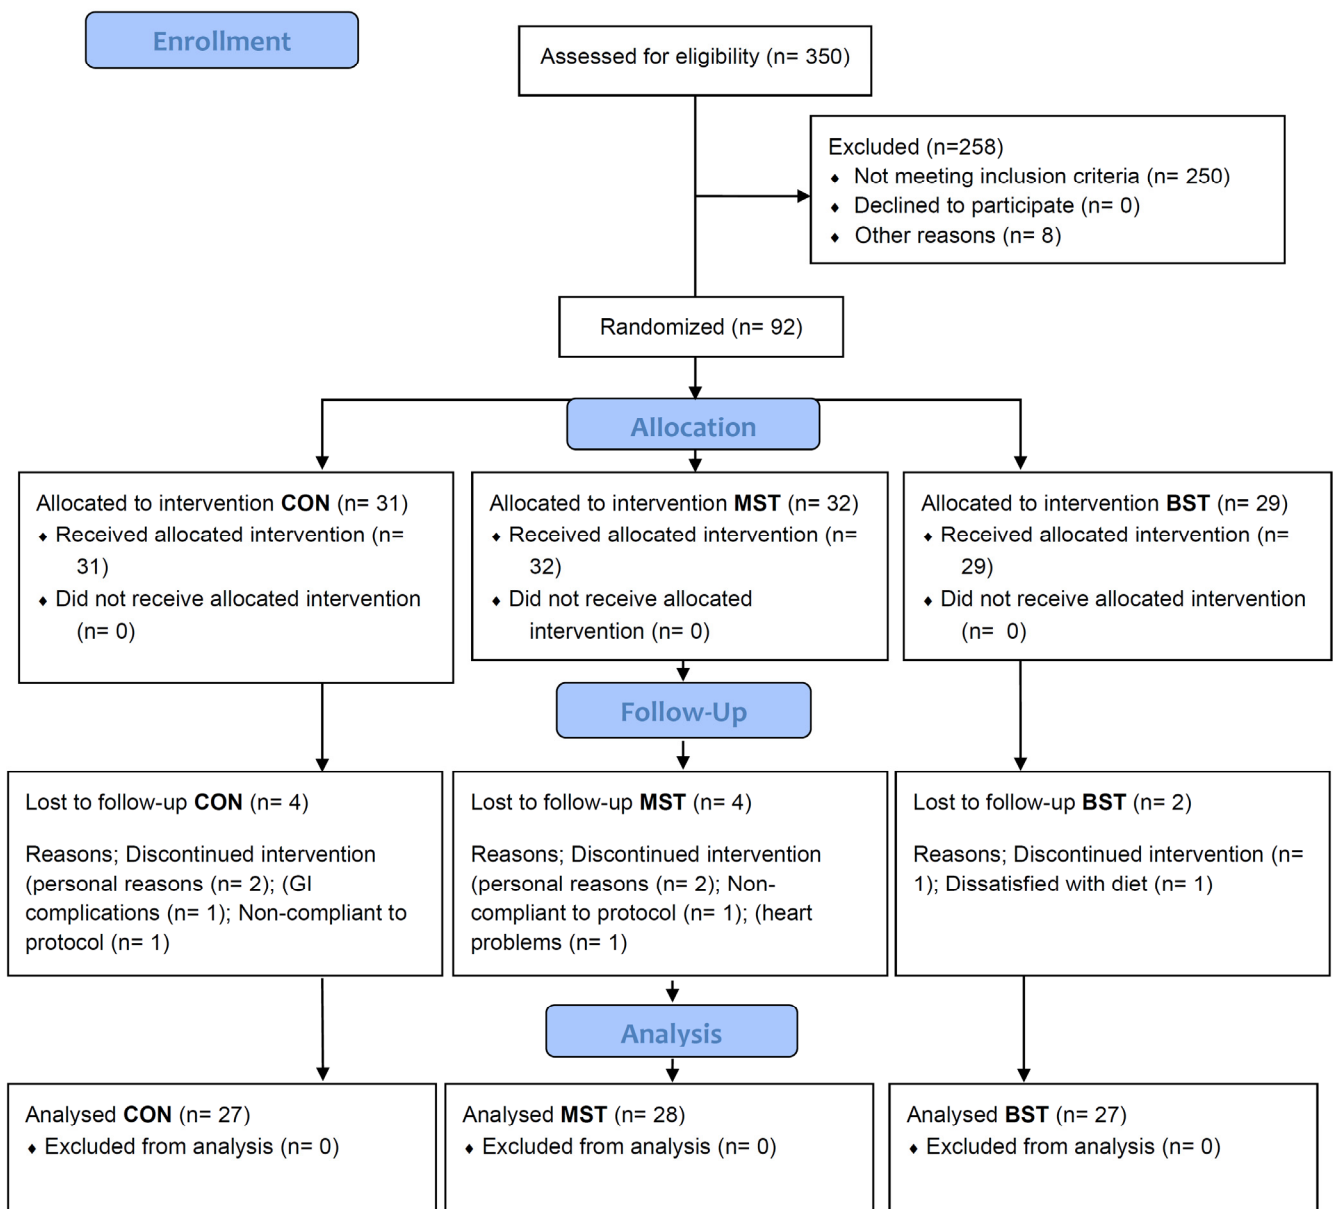 Enrollment
Assessed for eligibility (n= 350)
Excluded (n=258)
⬧ Not meeting inclusion criteria (n= 250)
⬧ Declined to participate (n= 0)
⬧ Other reasons (n= 8)
Randomized (n= 92)
Allocation
Allocated to intervention CON (n= 31)
⬧ Received allocated intervention (n=
31)
⬧ Did not receive allocated intervention
(n= 0)
Allocated to intervention MST (n= 32)
⬧ Received allocated intervention (n=
32)
⬧ Did not receive allocated
intervention (n= 0)
Allocated to intervention BST (n= 29)
⬧ Received allocated intervention (n=
29)
⬧ Did not receive allocated intervention
(n=  0)
Follow-Up
Lost to follow-up CON (n= 4)
Reasons; Discontinued intervention
(personal reasons (n= 2); (GI
complications (n= 1); Non-compliant to
protocol (n= 1)
Lost to follow-up MST (n= 4)
Reasons; Discontinued intervention
(personal reasons (n= 2); Non-
compliant to protocol (n= 1); (heart
problems (n= 1)
Lost to follow-up BST (n= 2)
Reasons; Discontinued intervention (n=
1); Dissatisfied with diet (n= 1)
Analysis
Analysed CON (n= 27)
⬧ Excluded from analysis (n= 0)
Analysed MST (n= 28)
⬧ Excluded from analysis (n= 0)
Analysed BST (n= 27)
⬧ Excluded from analysis (n= 0)